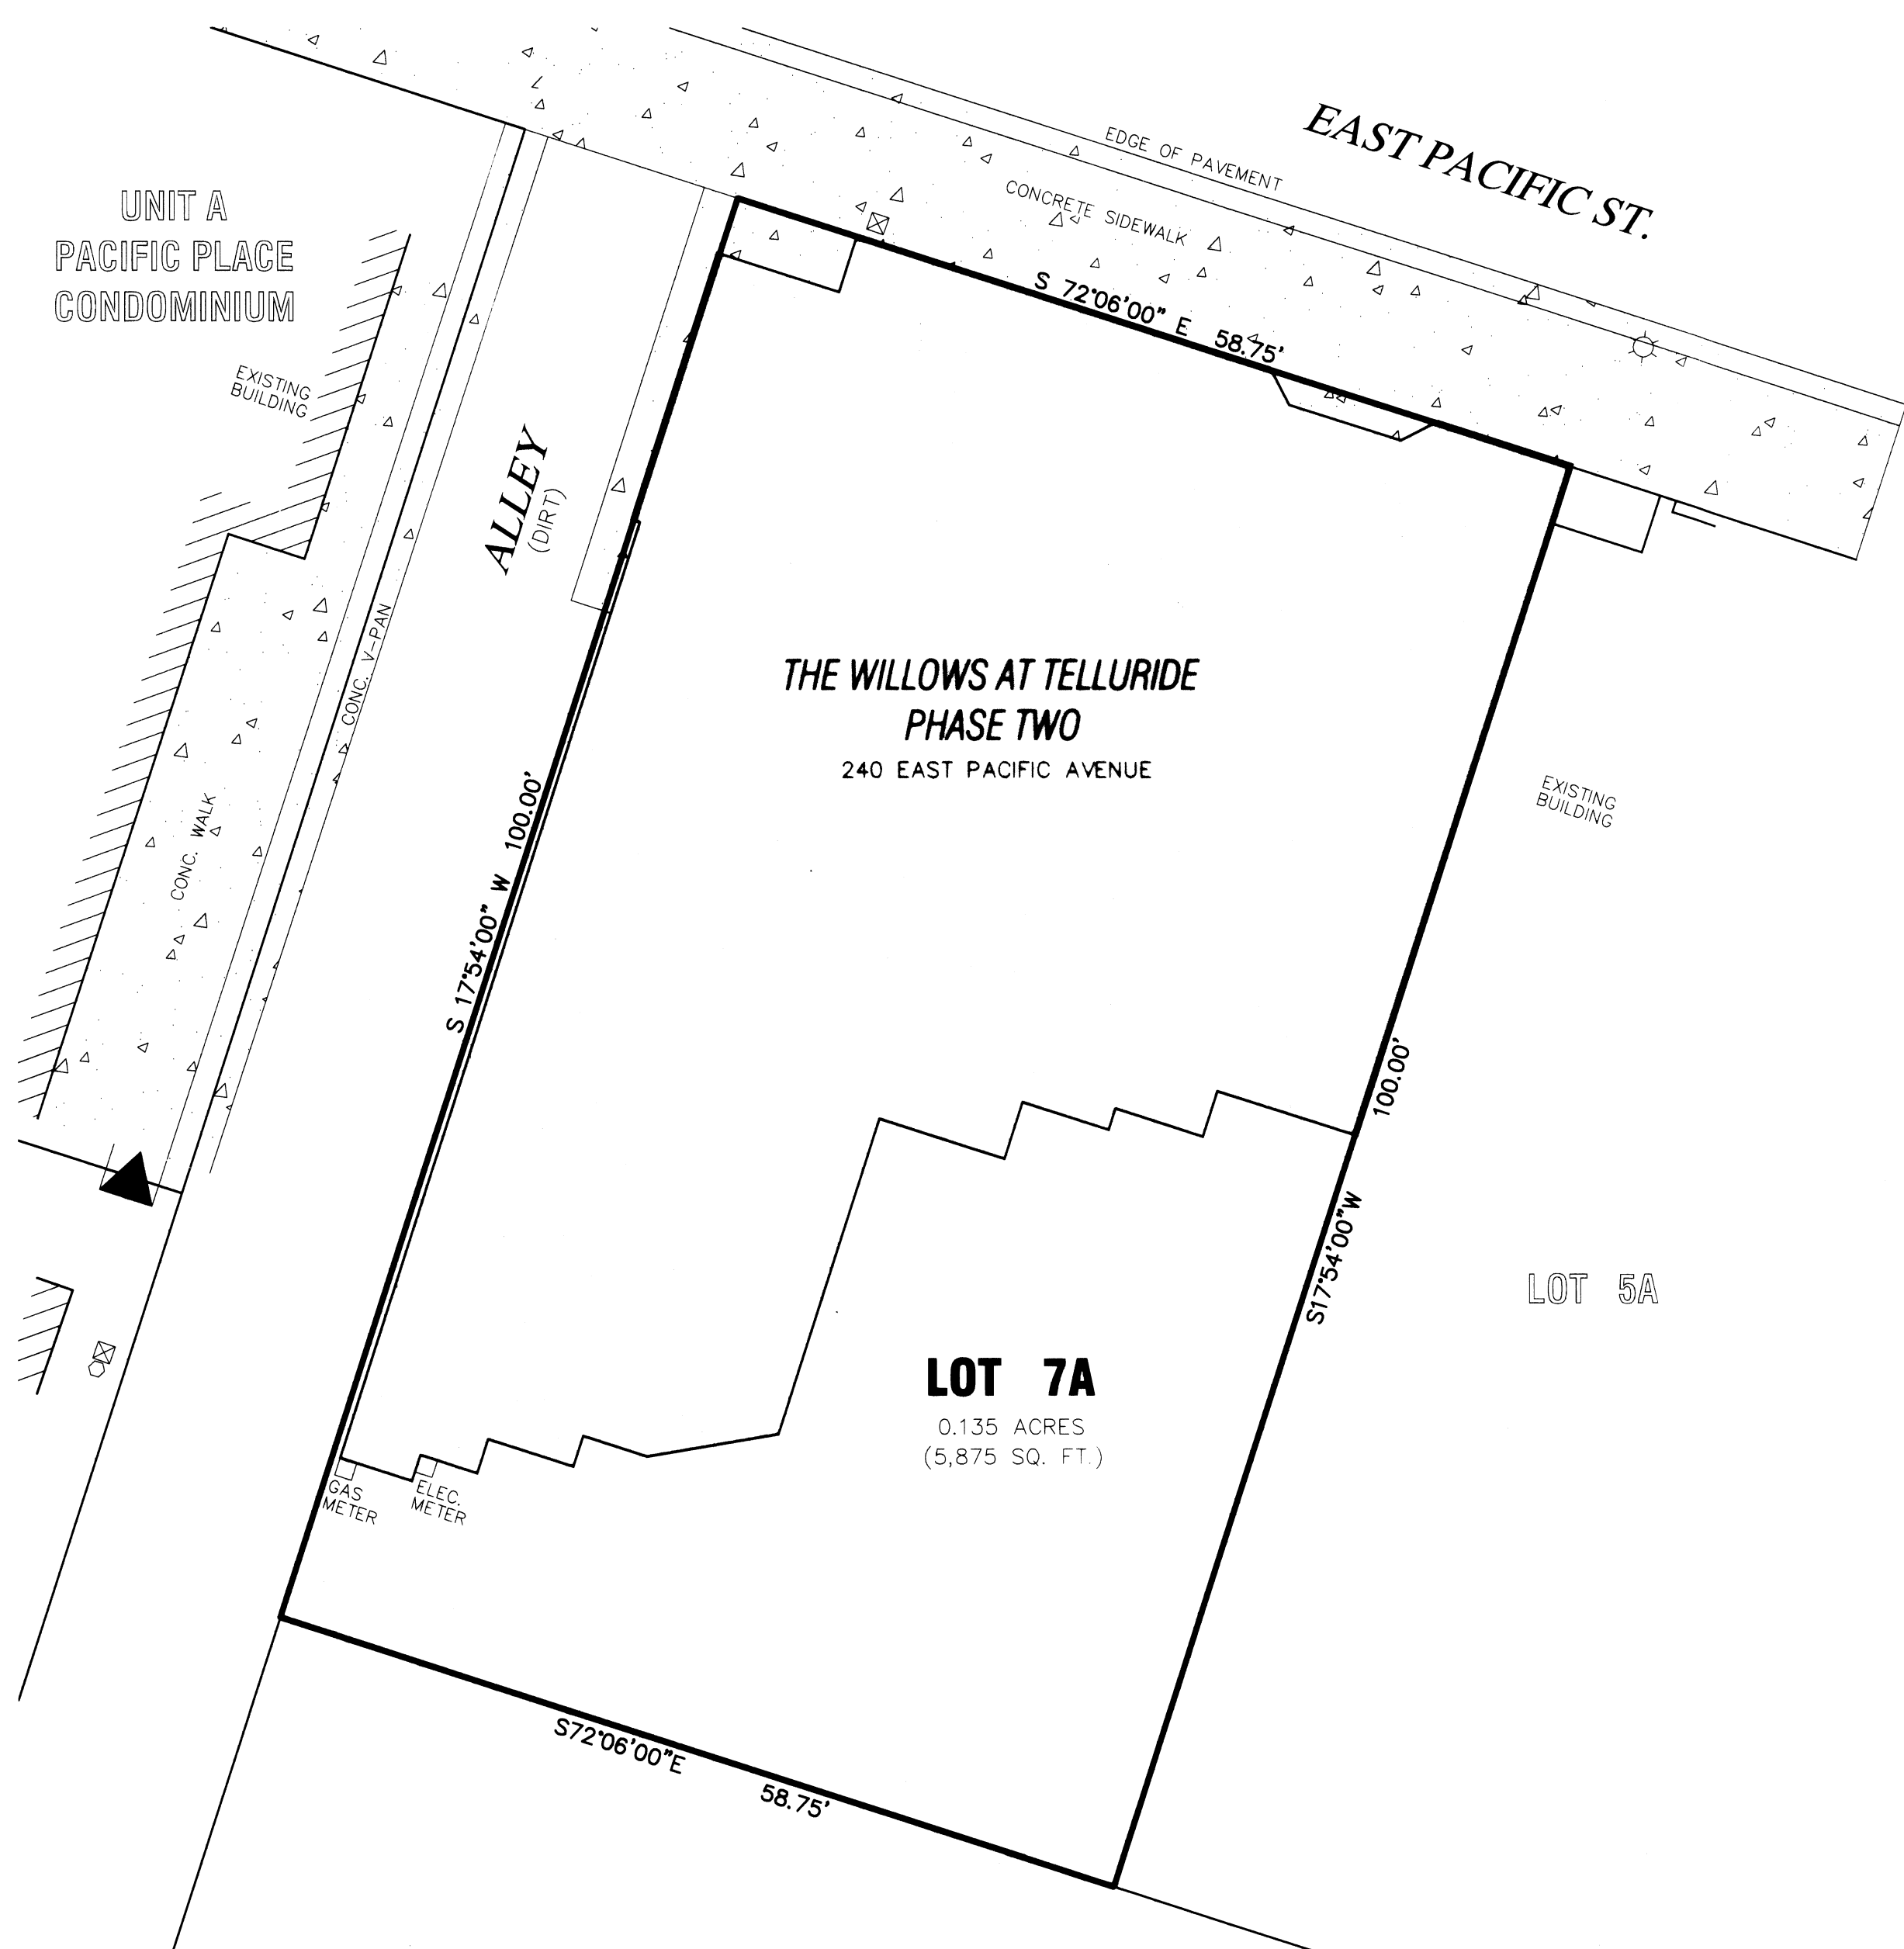 EAST PACIFIC ST.
EDGE OF PAVEMENT
CONCRETE SIDEWALK
UNIT A
PACIFIC PLACE
CONDOMINIUM
S 72°06'00" E 58.75'
EXISTING
BUILDING
ALLEY
(DIRT)
CONC. V-PAN
THE WILLOWS AT TELLURIDE
PHASE TWO
240 EAST PACIFIC AVENUE
EXISTING
BUILDING
CONC. WALK
S 17°54'00" W 100.00'
100.00'
S17°54'00"W
LOT 5A
LOT 7A
0.135 ACRES
(5,875 SQ. FT.)
GAS
METER
ELEC.
METER
S72°06'00"E
58.75'